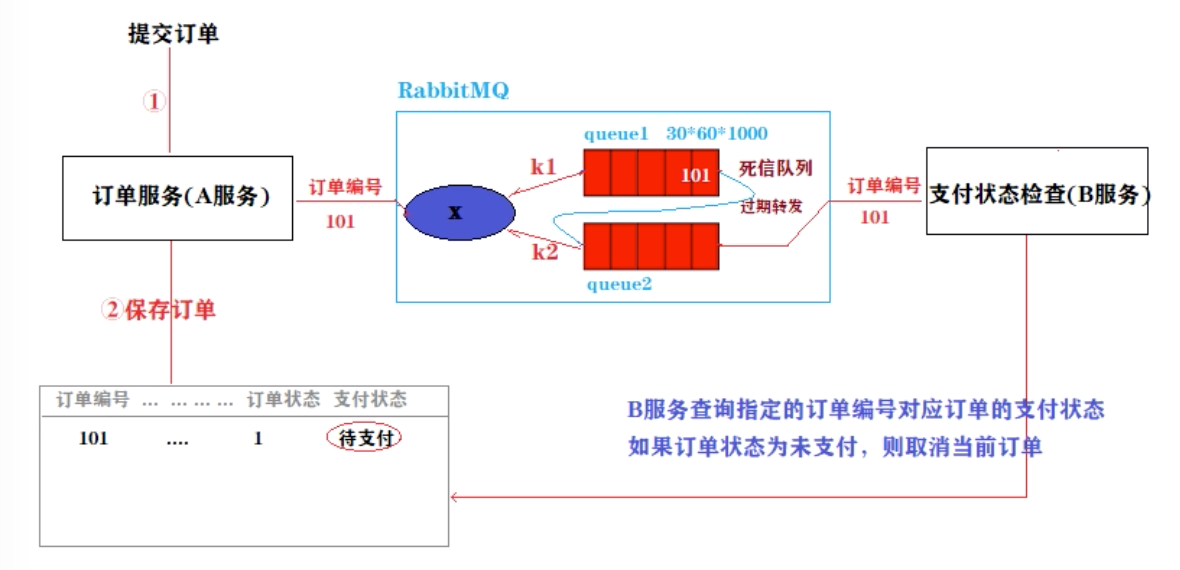 提交订单
①
RabbitMQ
queue1 30*60*1000
k1
101
死信队列
订单服务(A服务)
订单编号
101
x
过期转发
订单编号
101
支付状态检查(B服务)
k2
queue2
②保存订单
订单编号 ... ... ... ... 订单状态 支付状态
101 .... 1 待支付
B服务查询指定的订单编号对应订单的支付状态
如果订单状态为未支付，则取消当前订单